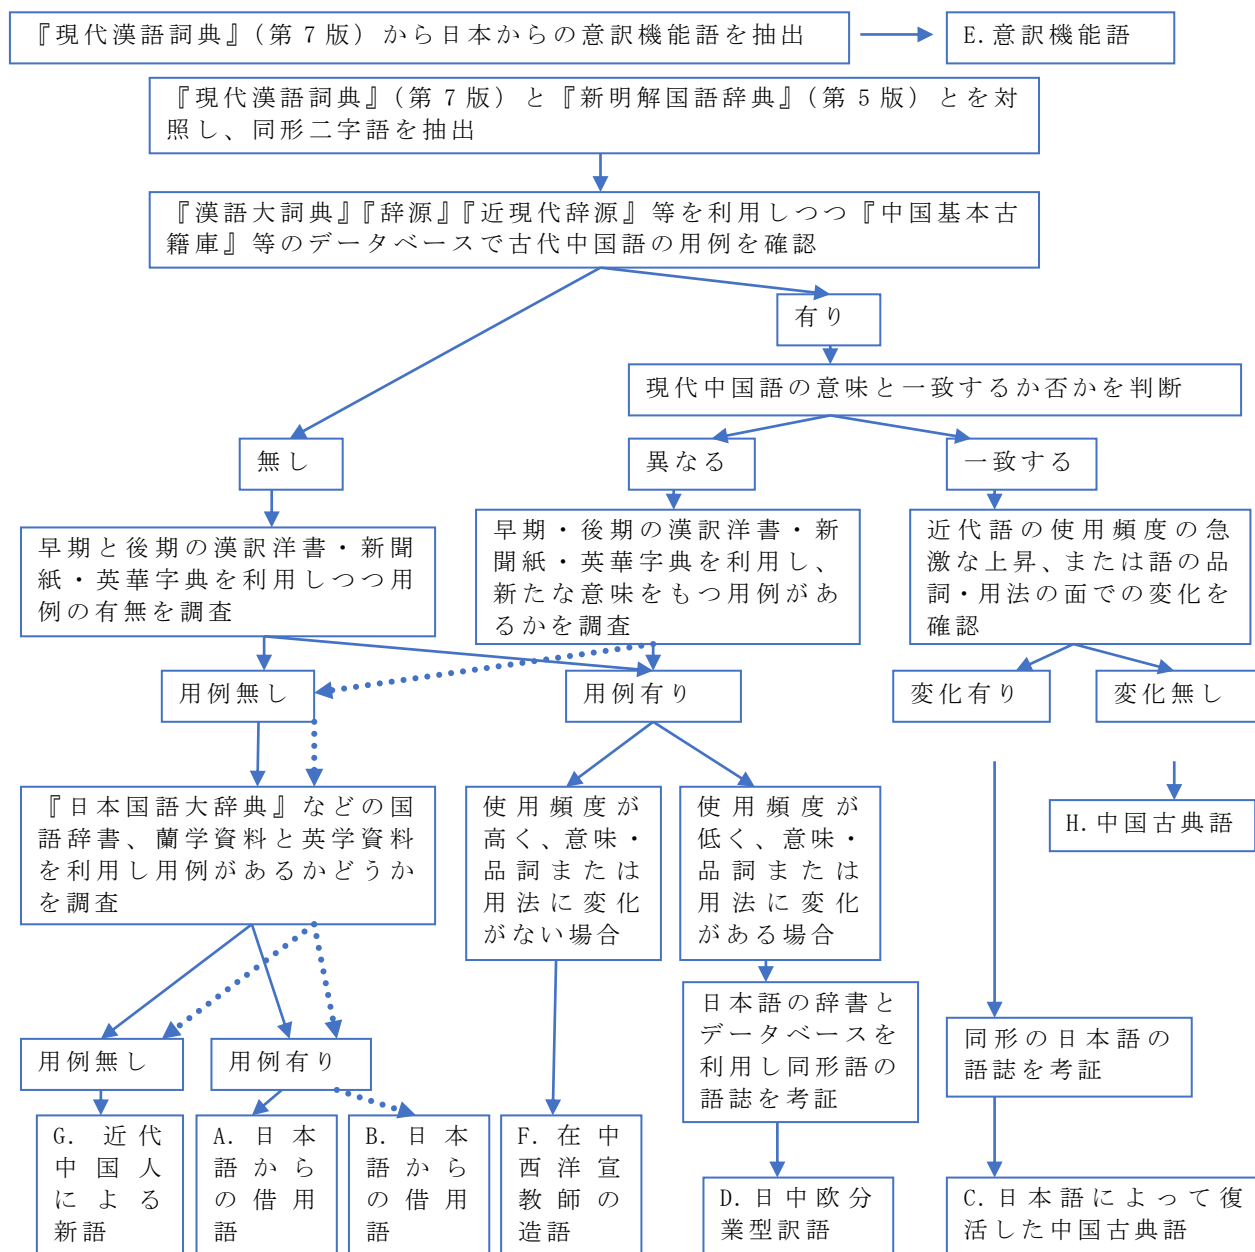 『現代漢語詞典』(第7版) から日本からの意訳機能語を抽出
E.意訳機能語
『現代漢語詞典』(第7版)と『新明解国語辞典』(第5版)とを対
照し、同形二字語を抽出
『漢語大詞典』『辞源』『近現代辞源』等を利用しつつ『中国基本古
籍庫』等のデータベースで古代中国語の用例を確認
有り
現代中国語の意味と一致するか否かを判断
無し
異なる
一致する
早期と後期の漢訳洋書・新聞
紙・英華字典を利用しつつ用
例の有無を調査
早期・後期の漢訳洋書・新
聞紙・英華字典を利用し、
新たな意味をもつ用例があ
るかを調査
近代語の使用頻度の急
激な上昇、または語の品
詞・用法の面での変化を
確認
用例無し
用例有り
変化有り
変化無し
『日本国語大辞典』などの国
語辞書、蘭学資料と英学資料
を利用し用例があるかどうか
を調査
使用頻度が
高く、意味・
品詞または
用法に変化
がない場合
使用頻度が
低く、意味・
品詞または
用法に変化
がある場合
H.中国古典語
日本語の辞書と
データベースを
利用し同形語の
語誌を考証
同形の日本語の
語誌を考証
用例無し
用例有り
G. 近代
中国人
による
新語
A. 日本
語から
の借用
語
B. 日本
語から
の借用
語
F. 在中
西洋宣
教師の
造語
D.日中欧分
業型訳語
C.日本語によって復
活した中国古典語